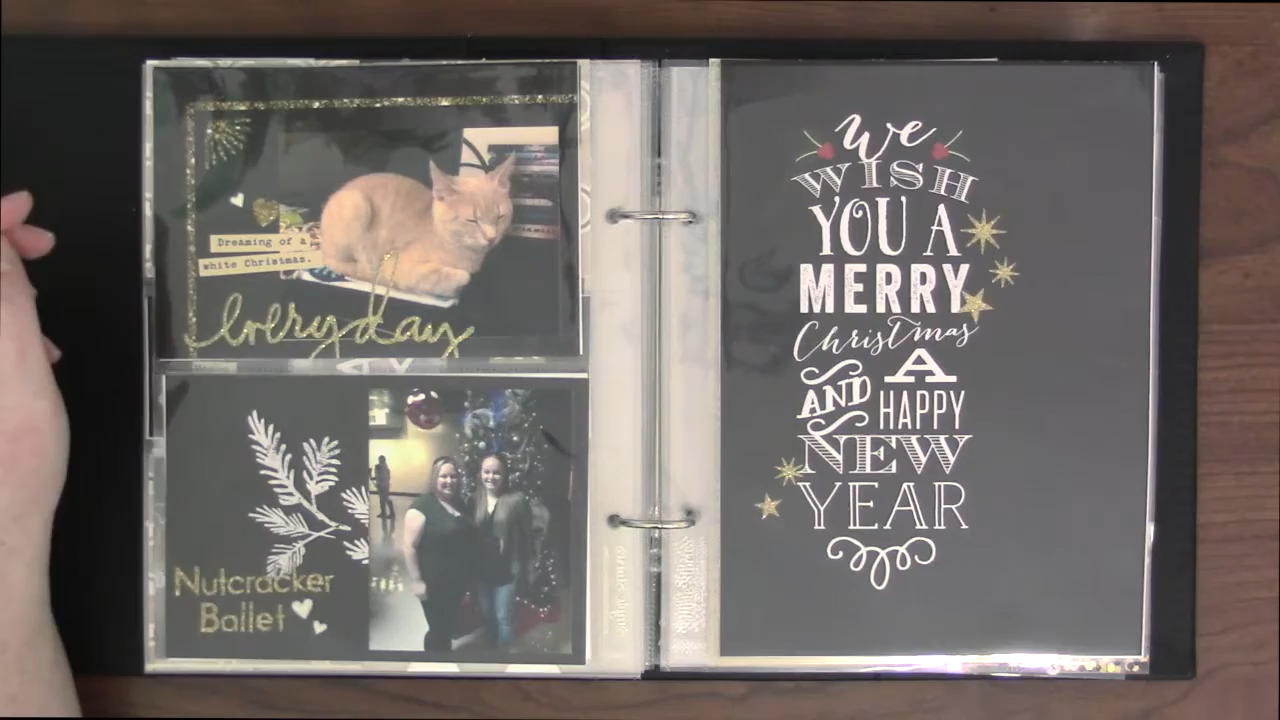 Dreaming of a
white Christmas.
everyday
Nutcracker
Ballet
We
WISH
YOU A
MERRY
Christmas
AND A
HAPPY
NEW
YEAR